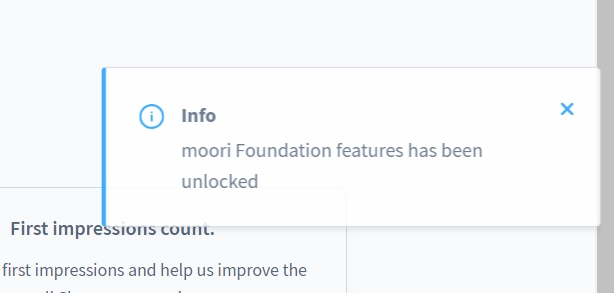 Info
moori Foundation features has been
unlocked
First impressions count.
first impressions and help us improve the